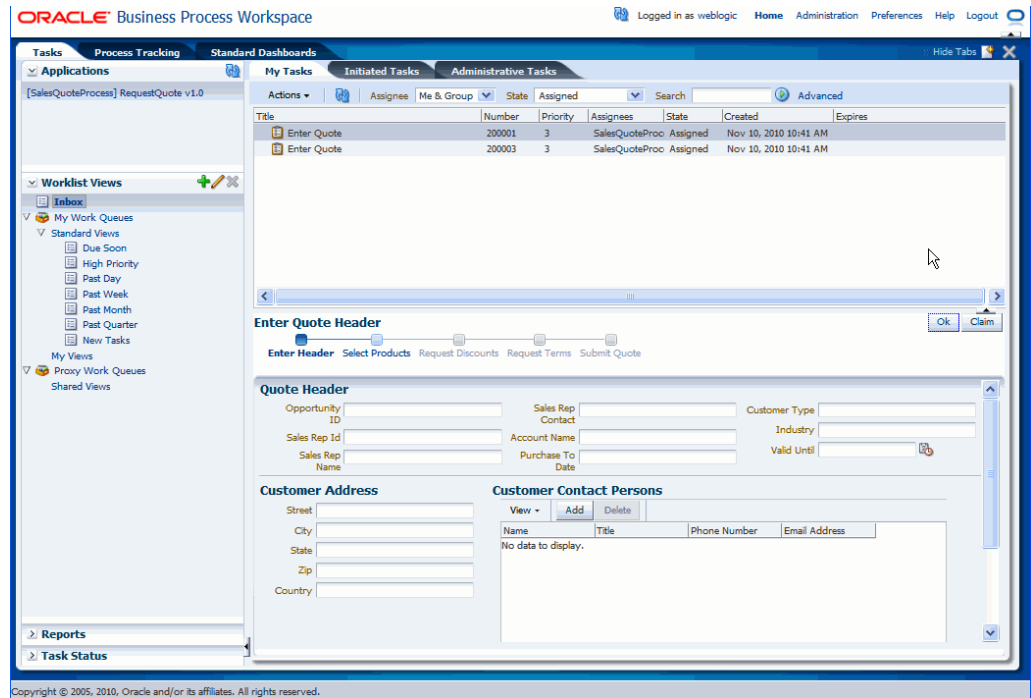 ORACLE Business Process Workspace
Logged in as weblogic Home Administration Preferences Help Logout
Tasks Process Tracking Standard Dashboards
Hide Tabs
Applications
[SalesQuoteProcess] RequestQuote v1.0
Worklist Views
Inbox
My Work Queues
Standard Views
Due Soon
High Priority
Past Day
Past Week
Past Month
Past Quarter
New Tasks
My Views
Proxy Work Queues
Shared Views
Reports
Task Status
My Tasks Initiated Tasks Administrative Tasks
Actions Assignee Me & Group State Assigned Search Advanced
Title Number Priority Assignees State Created Expires
Enter Quote 200001 3 SalesQuoteProc Assigned Nov 10, 2010 10:41 AM
Enter Quote 200003 3 SalesQuoteProc Assigned Nov 10, 2010 10:41 AM
Enter Quote Header
Ok Claim
Enter Header Select Products Request Discounts Request Terms Submit Quote
Quote Header
Opportunity ID
Sales Rep Id
Sales Rep Name
Sales Rep Contact
Account Name
Purchase To Date
Customer Type
Industry
Valid Until
Customer Address
Street
City
State
Zip
Country
Customer Contact Persons
View Add Delete
Name Title Phone Number Email Address
No data to display.
Copyright © 2005, 2010, Oracle and/or its affiliates. All rights reserved.